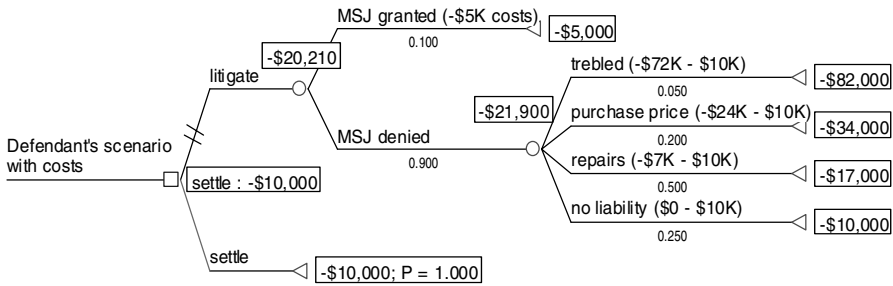 MSJ granted (-$5K costs)
-$5,000
0.100
-$20,210
litigate
trebled (-$72K - $10K)
-$82,000
0.050
-$21,900
purchase price (-$24K - $10K)
-$34,000
0.200
MSJ denied
0.900
Defendant's scenario
with costs
repairs (-$7K - $10K)
-$17,000
0.500
settle : -$10,000
no liability ($0 - $10K)
-$10,000
0.250
settle
-$10,000; P = 1.000